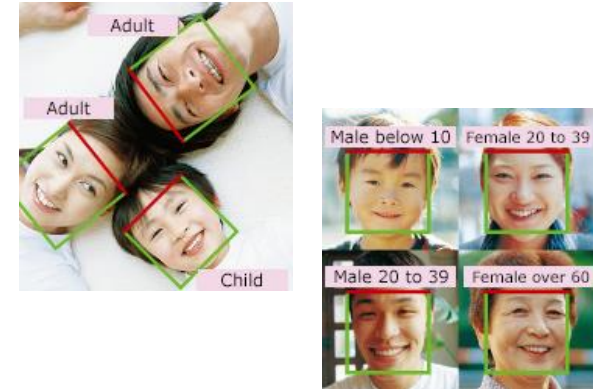 Adult
Adult
Child
Male below 10
Female 20 to 39
Male 20 to 39
Female over 60